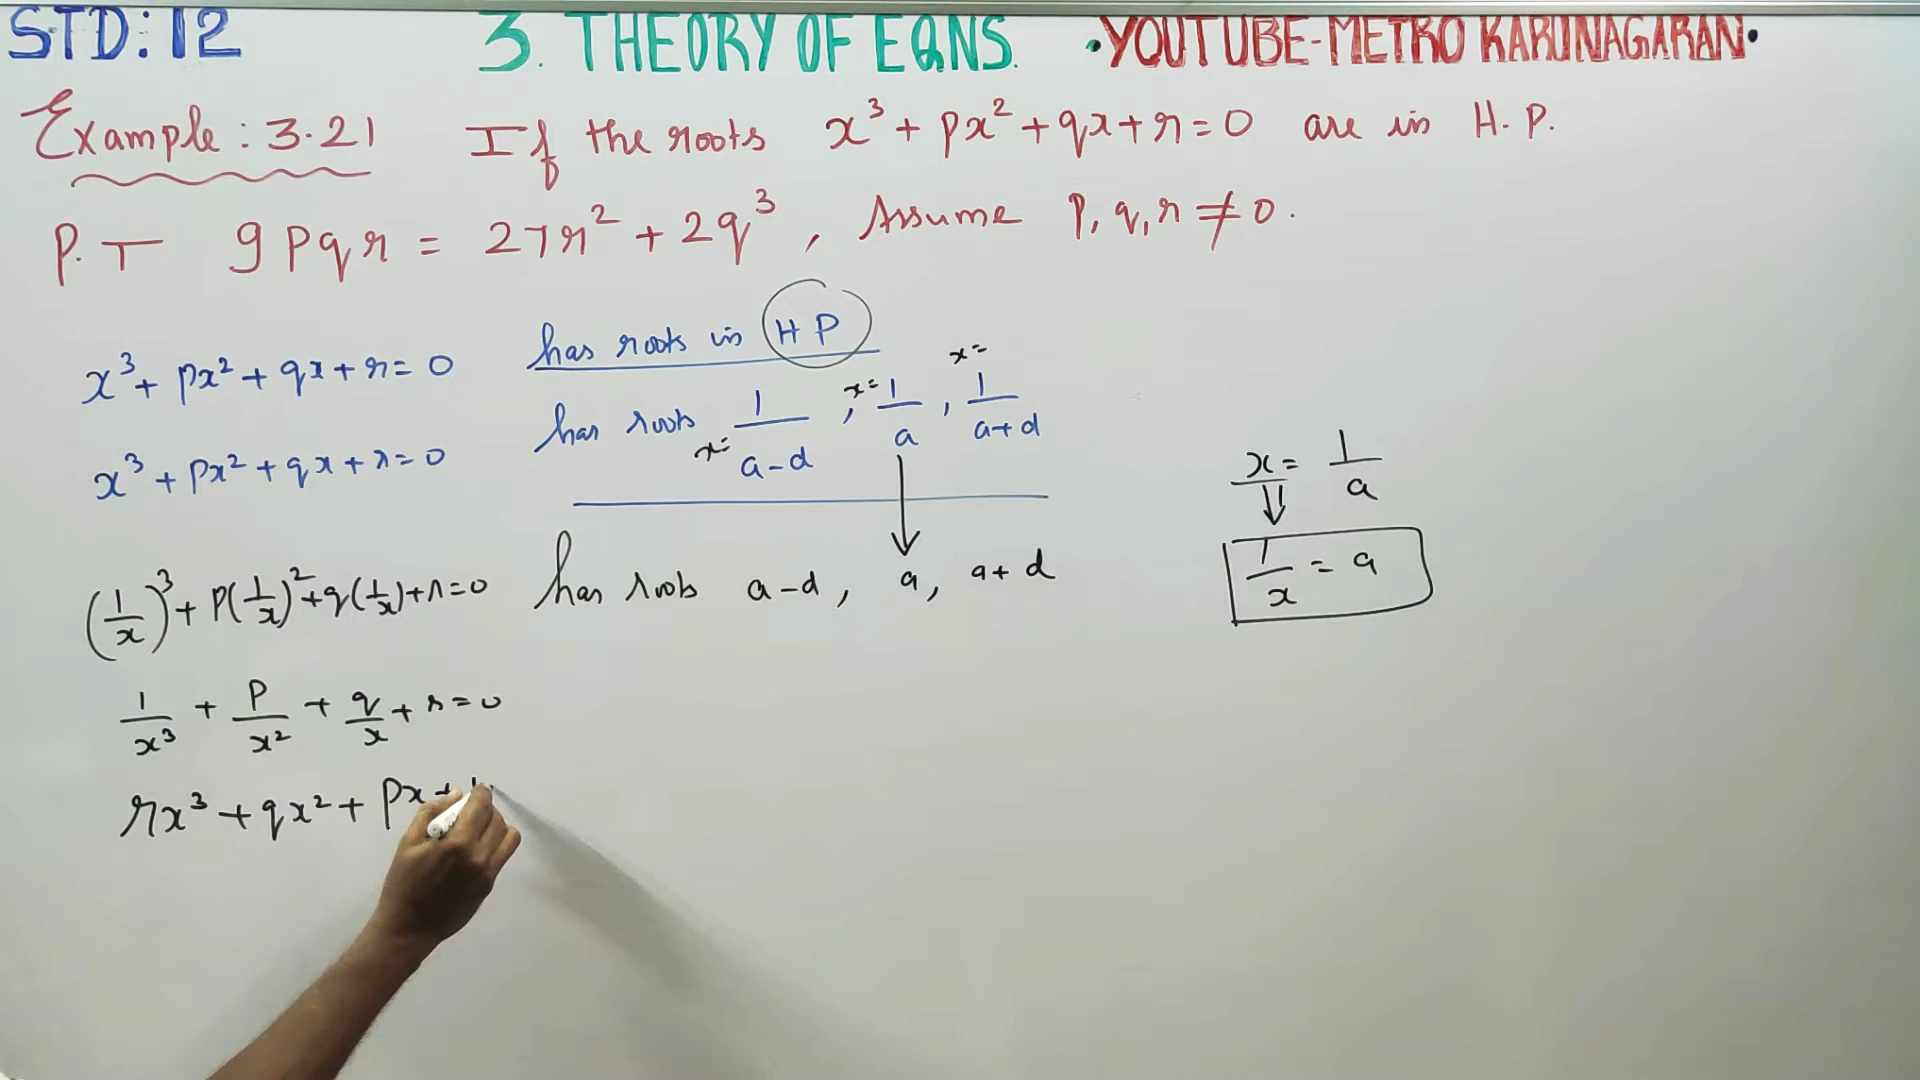 STD: 12 3. THEORY OF EQNS. •YOUTUBE-METRO KARUNAGARAN•
Example: 3.21 If the roots x³ + px² + qx + r = 0 are in H.P.
P.T 9pqr = 27r² + 2q³, Assume p, q, r ≠ 0.
x³ + px² + qx + r = 0 has roots in HP
x³ + px² + qx + r = 0 has roots x= 1/(a-d), x= 1/a, x= 1/(a+d)
x = 1/a
⇓
1/x = a
(1/x)³ + p(1/x)² + q(1/x) + r = 0 has roots a-d, a, a+d
1/x³ + p/x² + q/x + r = 0
rx³ + qx² + px +